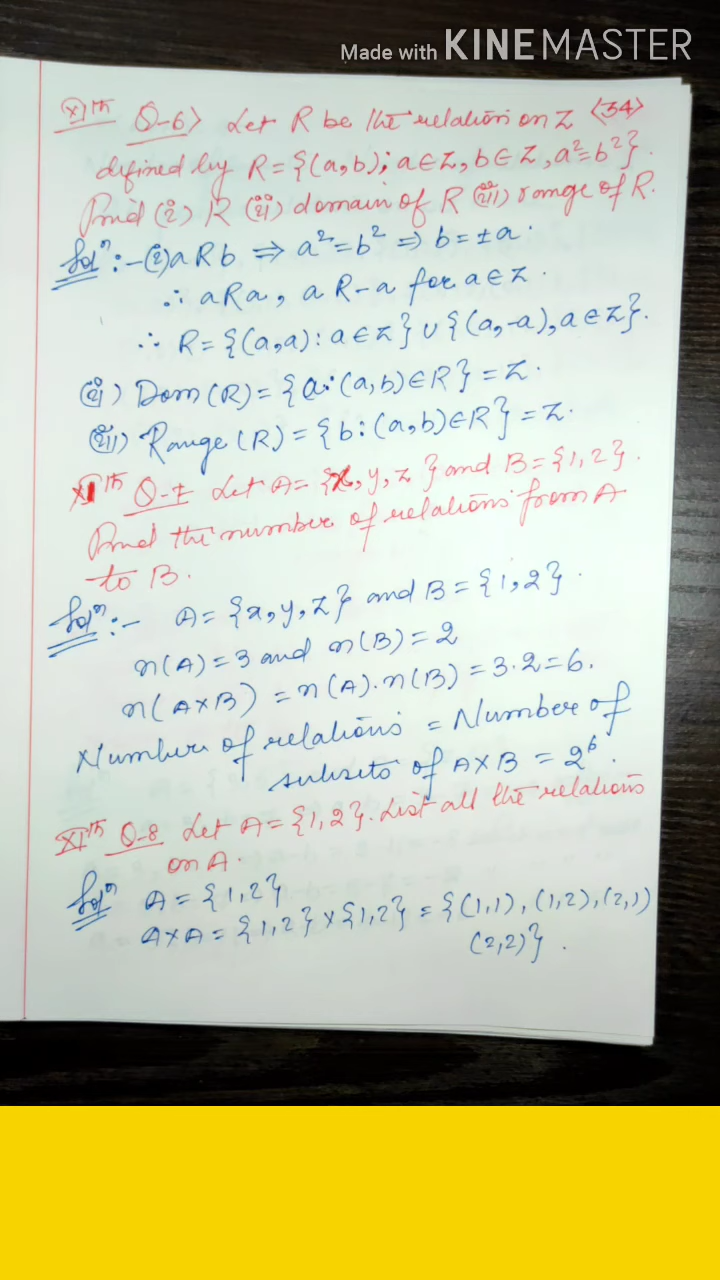 Made with KINEMASTER
XIth Q-6> Let R be the relation on Z <34>
defined by R = {(a,b); a∈Z, b∈Z, a²=b²}.
Find (i) R (ii) domain of R (iii) range of R.
Solⁿ:- (i) aRb ⇒ a²=b² ⇒ b=±a.
∴ aRa, aR-a for a∈Z.
∴ R = {(a,a): a∈Z} ∪ {(a,-a), a∈Z}.
(ii) Dom(R) = {a: (a,b)∈R} = Z.
(iii) Range(R) = {b: (a,b)∈R} = Z.
XIth Q-7 Let A = {x, y, z} and B = {1,2}.
Find the number of relations from A
to B.
Solⁿ:- A = {x, y, z} and B = {1,2}.
n(A) = 3 and n(B) = 2
n(A×B) = n(A).n(B) = 3.2 = 6.
Number of relations = Number of
subsets of A×B = 2⁶.
XIth Q-8 Let A = {1,2}. List all the relations
on A.
Solⁿ A = {1,2}
A×A = {1,2} × {1,2} = {(1,1), (1,2), (2,1)
(2,2)}.